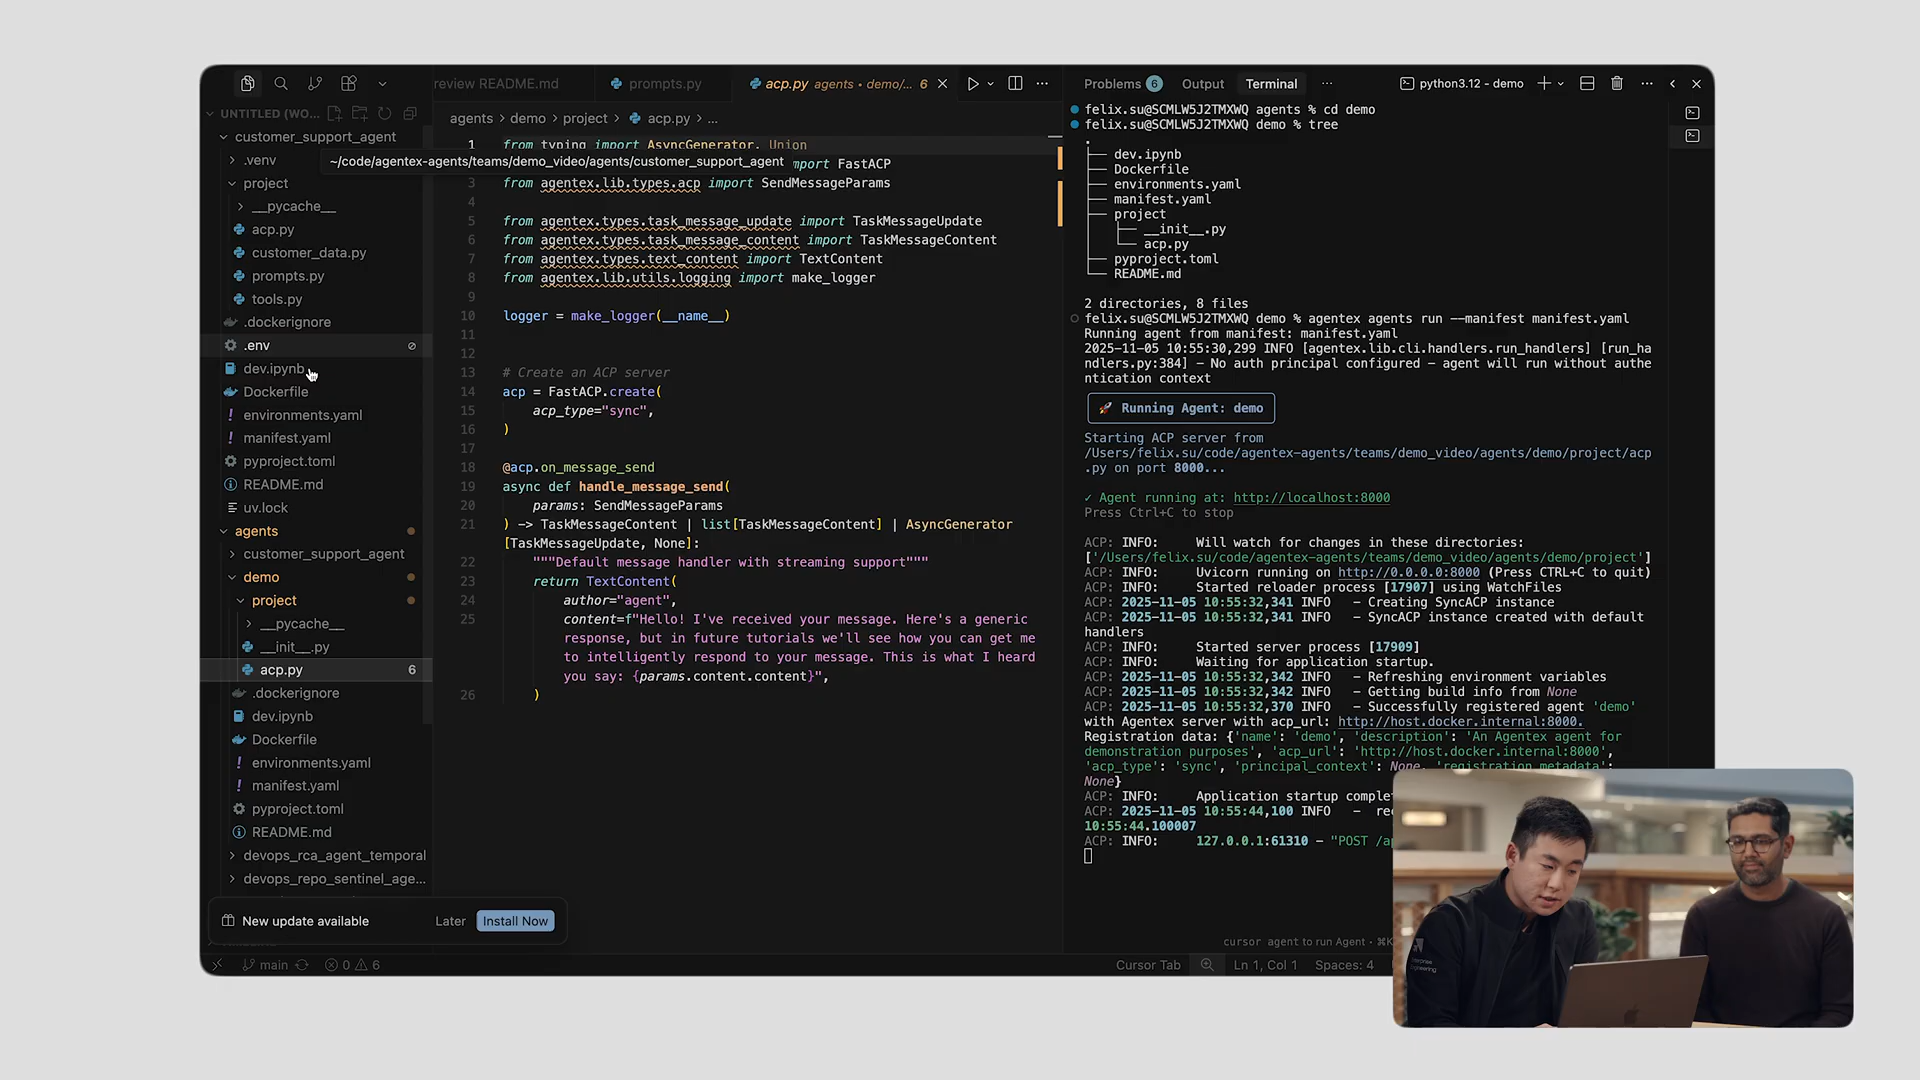 review README.md
prompts.py
acp.py agents • demo/... 6
Problems 6
Output
Terminal
python3.12 - demo
UNTITLED (WO...
customer_support_agent
.venv
project
__pycache__
acp.py
customer_data.py
prompts.py
tools.py
.dockerignore
.env
dev.ipynb
Dockerfile
environments.yaml
manifest.yaml
pyproject.toml
README.md
uv.lock
agents
customer_support_agent
demo
project
__pycache__
__init__.py
acp.py 6
.dockerignore
dev.ipynb
Dockerfile
environments.yaml
manifest.yaml
pyproject.toml
README.md
devops_rca_agent_temporal
devops_repo_sentinel_age...
New update available
Later
Install Now
main
0 6
agents > demo > project > acp.py > ...
1 from typing import AsyncGenerator, Union
~/code/agentex-agents/teams/demo_video/agents/customer_support_agent
import FastACP
3 from agentex.lib.types.acp import SendMessageParams
4
5 from agentex.types.task_message_update import TaskMessageUpdate
6 from agentex.types.task_message_content import TaskMessageContent
7 from agentex.types.text_content import TextContent
8 from agentex.lib.utils.logging import make_logger
9
10 logger = make_logger(__name__)
11
12
13 # Create an ACP server
14 acp = FastACP.create(
15 acp_type="sync",
16 )
17
18 @acp.on_message_send
19 async def handle_message_send(
20 params: SendMessageParams
21 ) -> TaskMessageContent | list[TaskMessageContent] | AsyncGenerator
[TaskMessageUpdate, None]:
22 """Default message handler with streaming support"""
23 return TextContent(
24 author="agent",
25 content=f"Hello! I've received your message. Here's a generic
response, but in future tutorials we'll see how you can get me
to intelligently respond to your message. This is what I heard
you say: {params.content.content}",
26 )
felix.su@SCMLW5J2TMXWQ agents % cd demo
felix.su@SCMLW5J2TMXWQ demo % tree
.
├── dev.ipynb
├── Dockerfile
├── environments.yaml
├── manifest.yaml
├── project
│   ├── __init__.py
│   └── acp.py
├── pyproject.toml
└── README.md
2 directories, 8 files
felix.su@SCMLW5J2TMXWQ demo % agentex agents run --manifest manifest.yaml
Running agent from manifest: manifest.yaml
2025-11-05 10:55:30,299 INFO [agentex.lib.cli.handlers.run_handlers] [run_ha
ndlers.py:384] - No auth principal configured - agent will run without authe
ntication context
🚀 Running Agent: demo
Starting ACP server from
/Users/felix.su/code/agentex-agents/teams/demo_video/agents/demo/project/acp
.py on port 8000...
✓ Agent running at: http://localhost:8000
Press Ctrl+C to stop
ACP: INFO: Will watch for changes in these directories:
['/Users/felix.su/code/agentex-agents/teams/demo_video/agents/demo/project']
ACP: INFO: Uvicorn running on http://0.0.0.0:8000 (Press CTRL+C to quit)
ACP: INFO: Started reloader process [17907] using WatchFiles
ACP: 2025-11-05 10:55:32,341 INFO - Creating SyncACP instance
ACP: 2025-11-05 10:55:32,341 INFO - SyncACP instance created with default
handlers
ACP: INFO: Started server process [17909]
ACP: INFO: Waiting for application startup.
ACP: 2025-11-05 10:55:32,342 INFO - Refreshing environment variables
ACP: 2025-11-05 10:55:32,342 INFO - Getting build info from None
ACP: 2025-11-05 10:55:32,370 INFO - Successfully registered agent 'demo'
with Agentex server with acp_url: http://host.docker.internal:8000.
Registration data: {'name': 'demo', 'description': 'An Agentex agent for
demonstration purposes', 'acp_url': 'http://host.docker.internal:8000',
'acp_type': 'sync', 'principal_context': None, 'registration_metadata':
None}
ACP: INFO: Application startup complet
ACP: 2025-11-05 10:55:44,100 INFO - rec
10:55:44.100007
ACP: INFO: 127.0.0.1:61310 - "POST /a
cursor agent to run Agent • ⌘K
Cursor Tab
Ln 1, Col 1
Spaces: 4